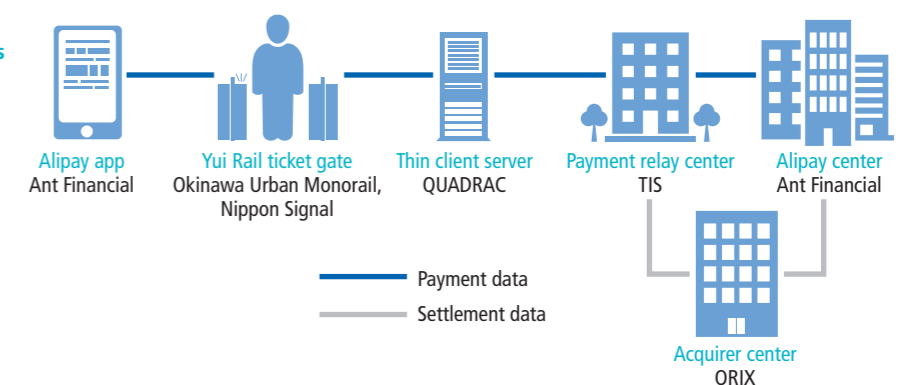 s
Alipay app
Ant Financial
Yui Rail ticket gate
Okinawa Urban Monorail,
Nippon Signal
Thin client server
QUADRAC
Payment relay center
TIS
Alipay center
Ant Financial
Payment data
Settlement data
Acquirer center
ORIX